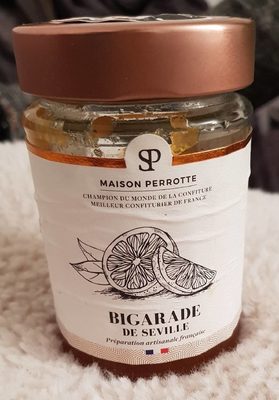 SP
MAISON PERROTTE
CHAMPION DU MONDE DE LA CONFITURE
MEILLEUR CONFITURIER DE FRANCE
BIGARADE
DE SEVILLE
Préparation artisanale française